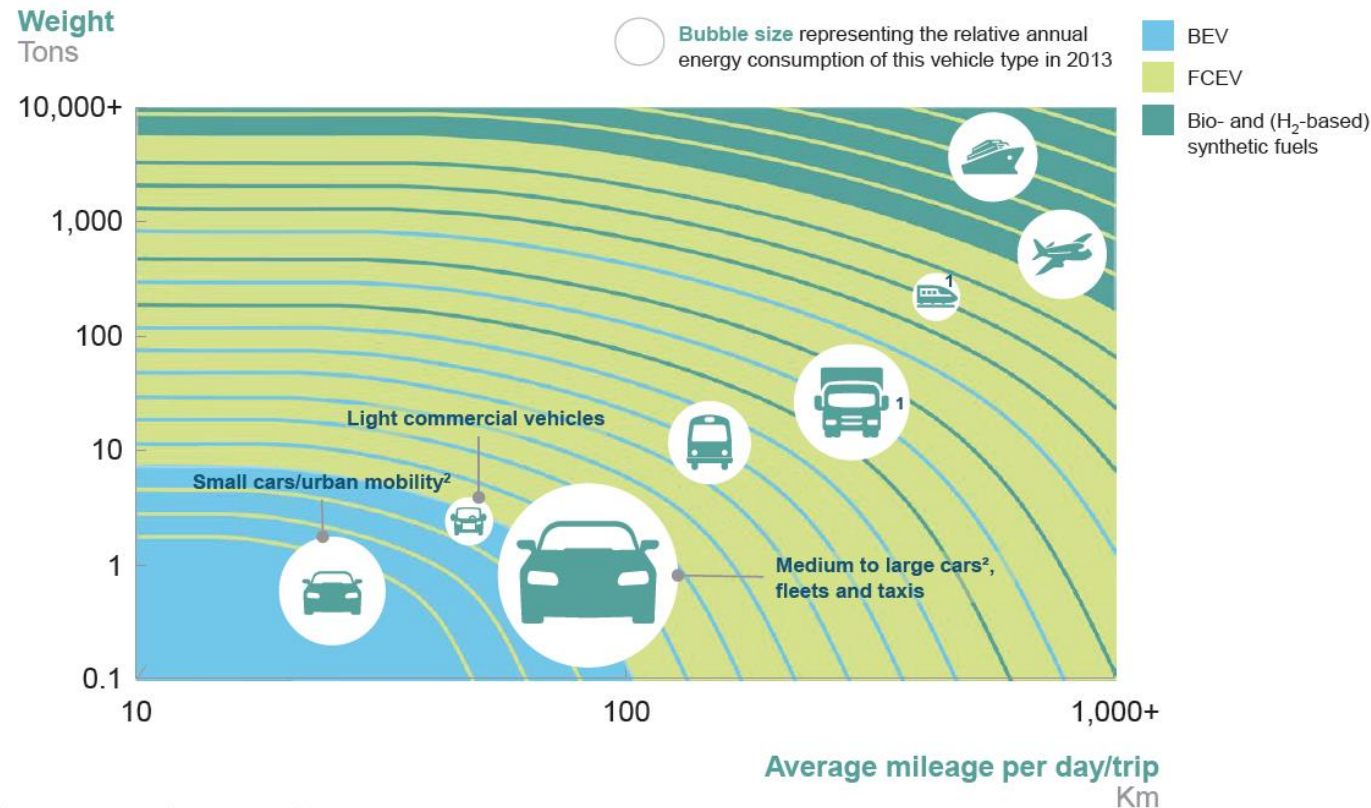 Weight
Tons
Bubble size representing the relative annual
energy consumption of this vehicle type in 2013
BEV
FCEV
Bio- and (H₂-based)
synthetic fuels
10,000+
1,000
100
10
1
0.1
1
1
Light commercial vehicles
Small cars/urban mobility²
Medium to large cars²,
fleets and taxis
10
100
1,000+
Average mileage per day/trip
Km